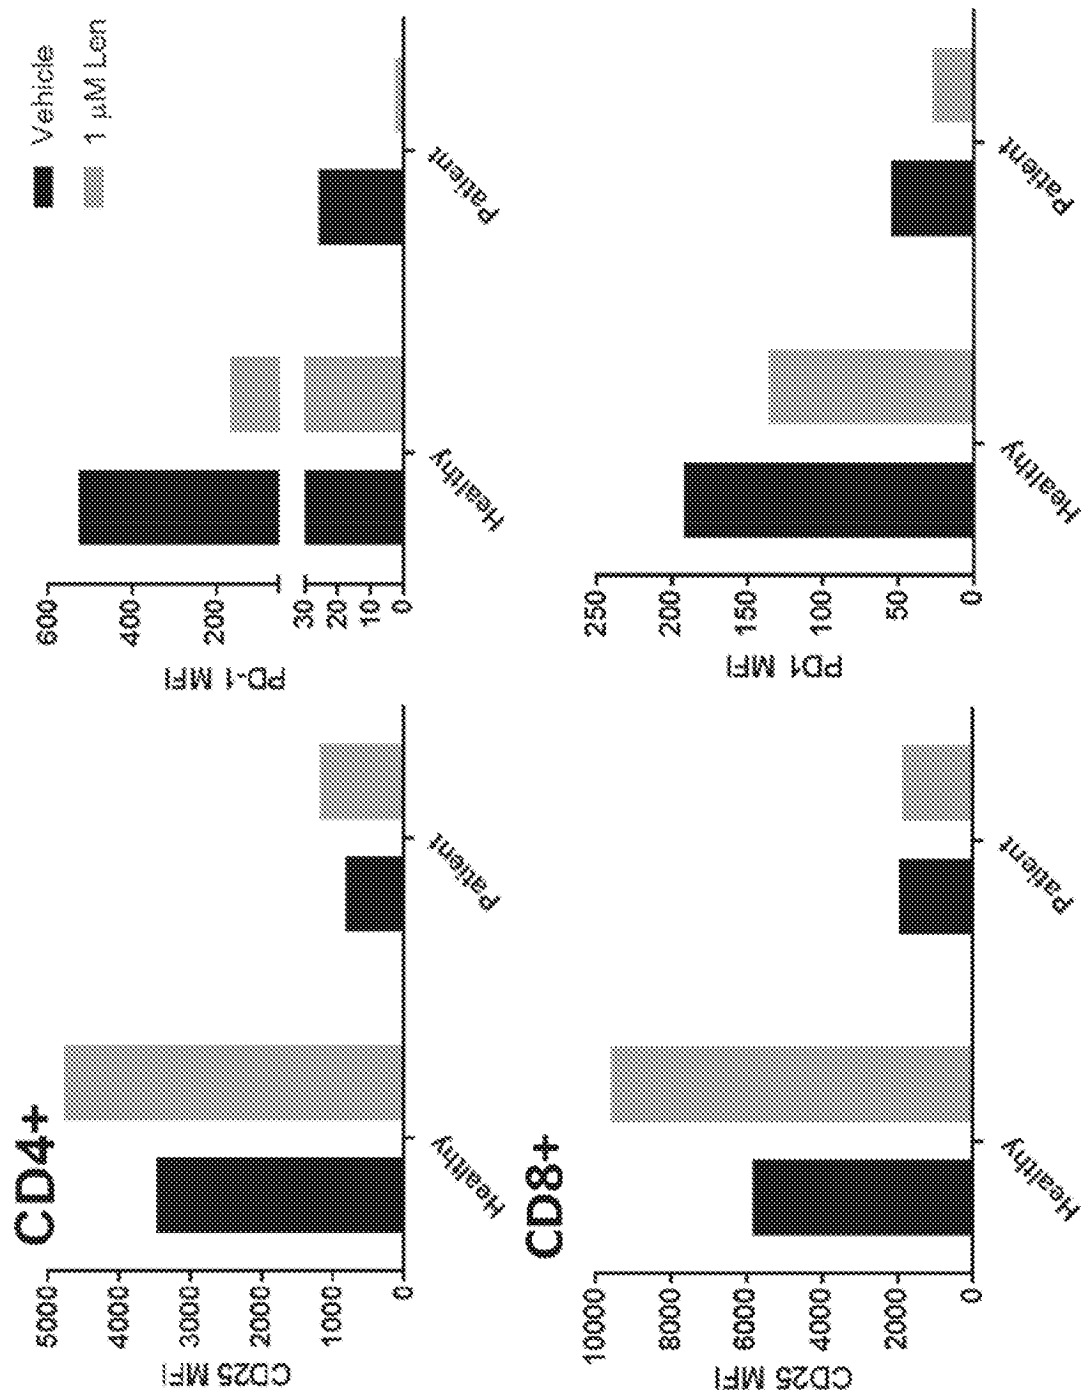 CD4+
CD25 MFI
5000
4000
3000
2000
1000
0
Healthy
Patient
PD-1 MFI
600
400
200
30
20
10
0
Healthy
Patient
Vehicle
1 µM Len
CD8+
CD25 MFI
10000
8000
6000
4000
2000
0
Healthy
Patient
PD1 MFI
250
200
150
100
50
0
Healthy
Patient